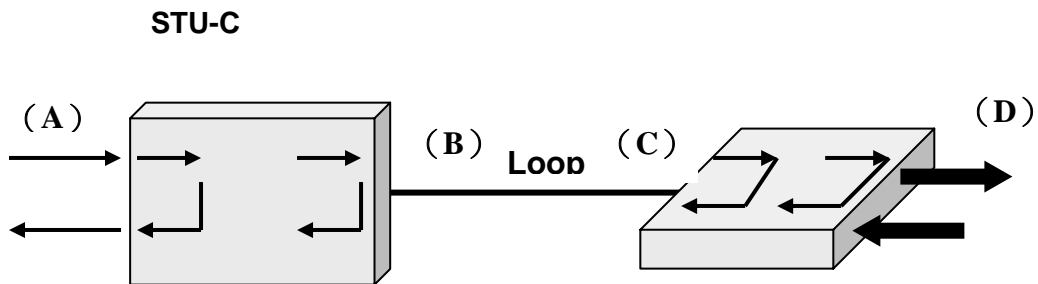 STU-C
（A）
（B）
Loop
（C）
（D）